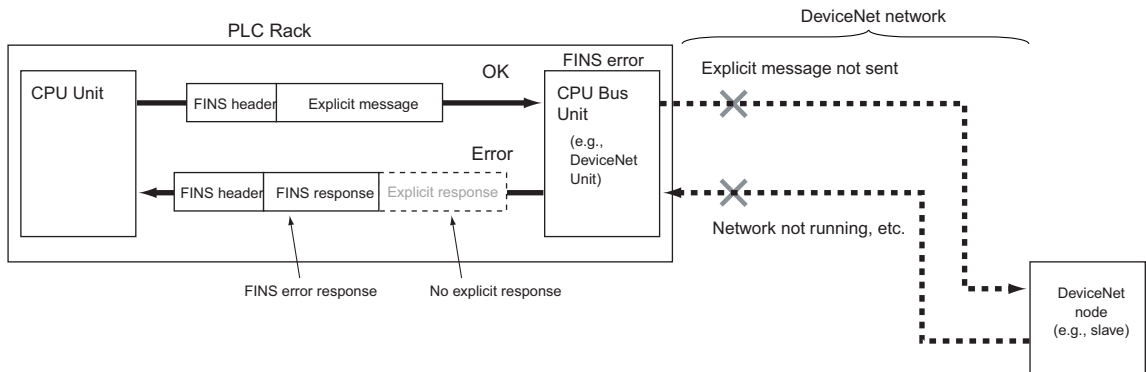 DeviceNet network
PLC Rack
FINS error
CPU Unit
FINS header
Explicit message
OK
CPU Bus
Unit
(e.g.,
DeviceNet
Unit)
Explicit message not sent
Error
FINS header
FINS response
Explicit response
Network not running, etc.
FINS error response
No explicit response
DeviceNet
node
(e.g., slave)